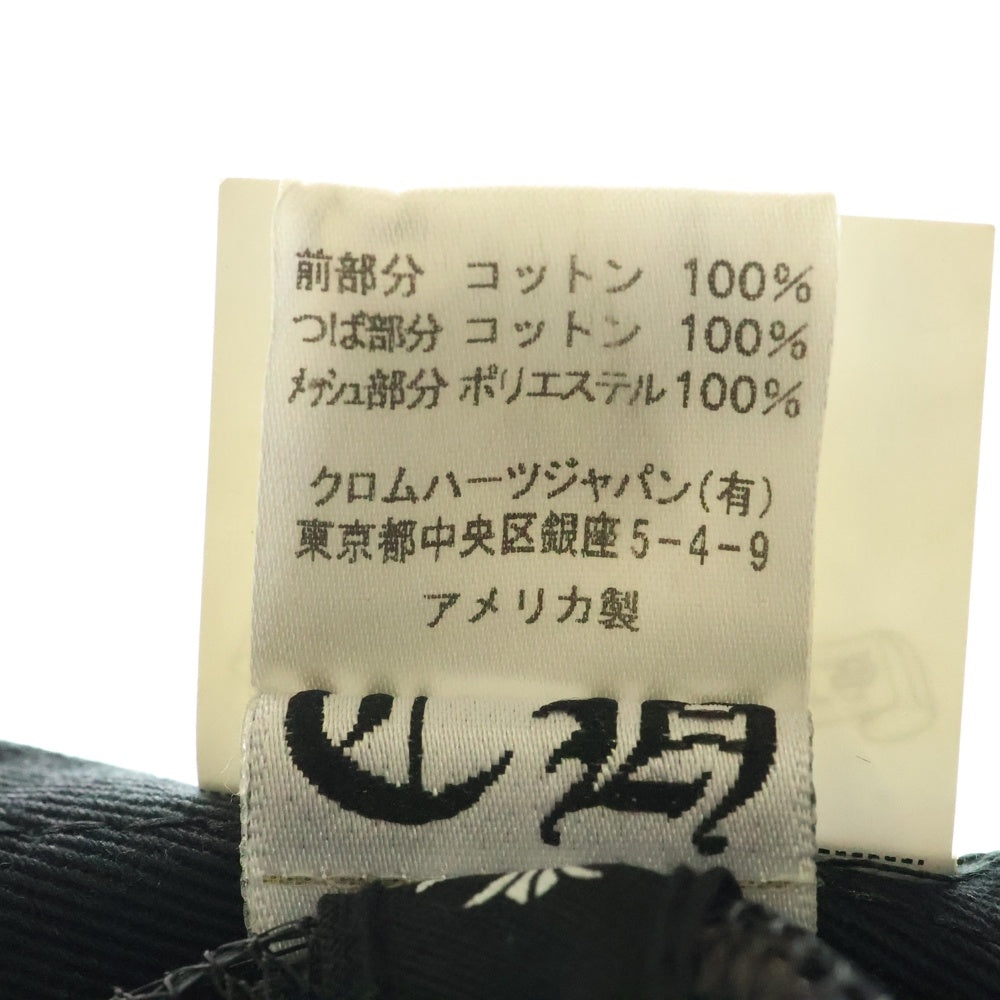 前部分 コットン 100%
つば部分 コットン 100%
メッシュ部分 ポリエステル 100%
クロムハーツジャパン(有)
東京都中央区銀座5-4-9
アメリカ製
CH